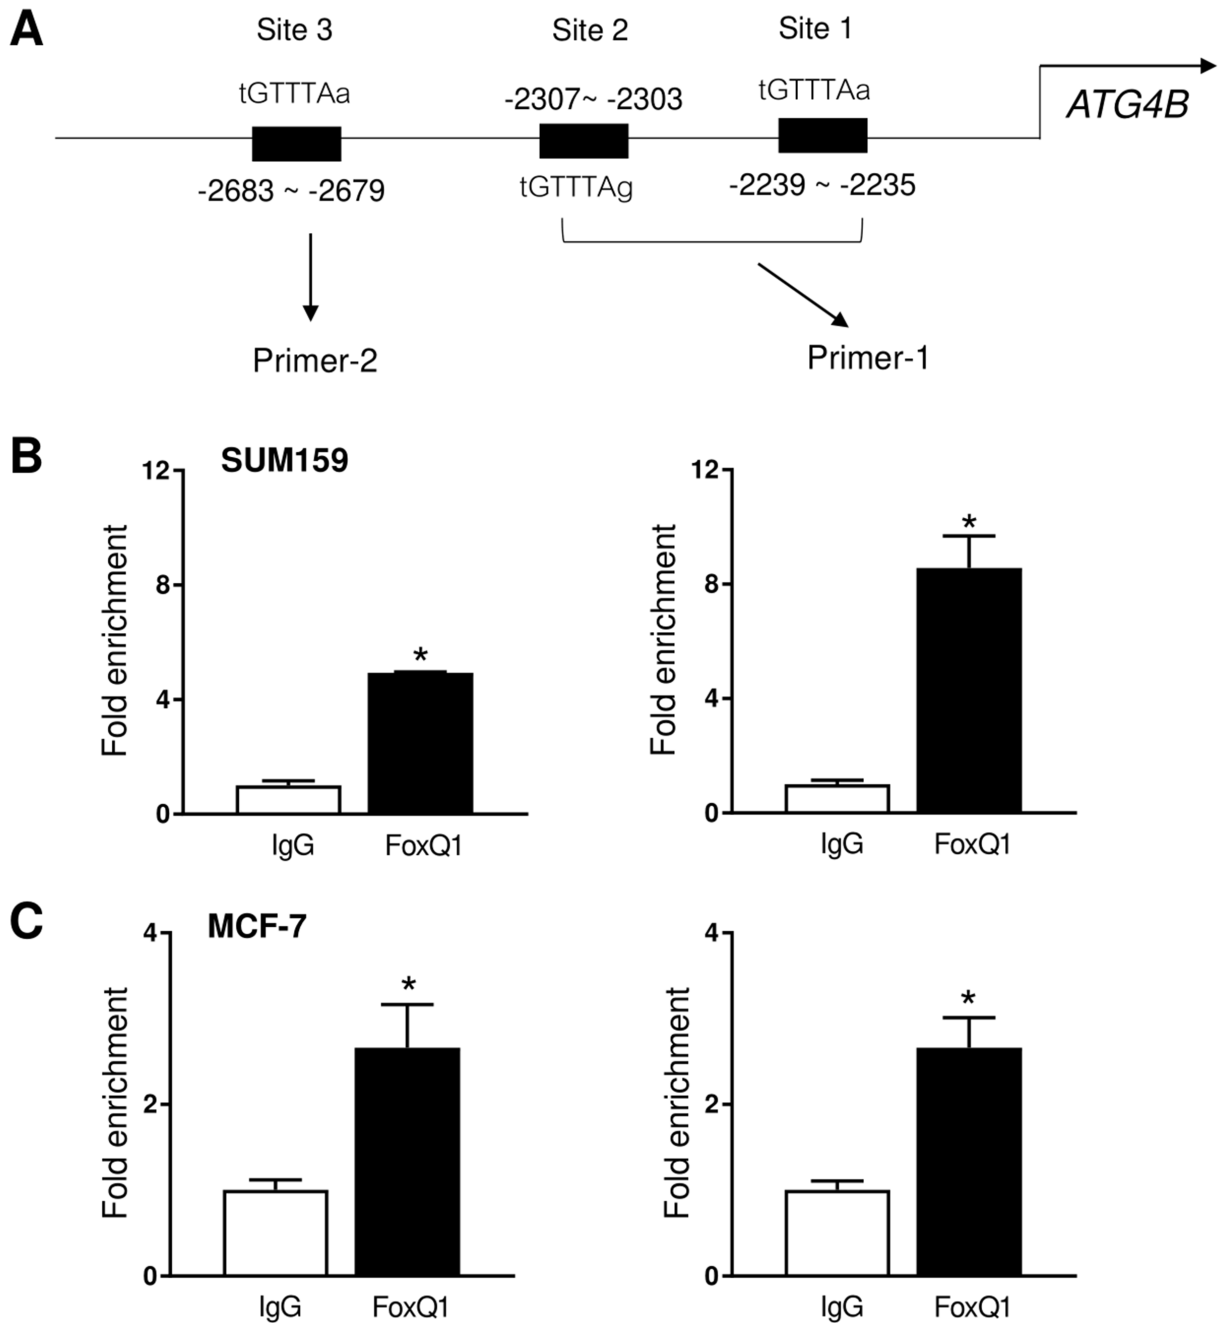 A
Site 3
Site 2
Site 1
tGTTTAa
-2307~ -2303
tGTTTAa
ATG4B
-2683 ~ -2679
tGTTTAg
-2239 ~ -2235
Primer-2
Primer-1
B
SUM159
12
8
4
0
Fold enrichment
*
IgG
FoxQ1
12
8
4
0
Fold enrichment
*
IgG
FoxQ1
C
MCF-7
4
2
0
Fold enrichment
*
IgG
FoxQ1
4
2
0
Fold enrichment
*
IgG
FoxQ1